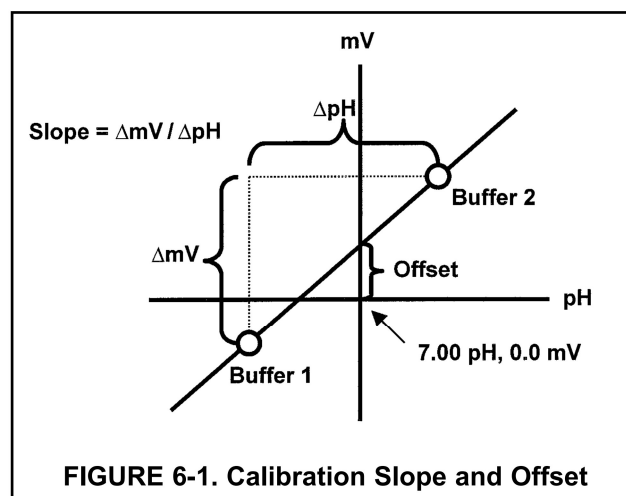 mV
ΔpH
Slope = ΔmV / ΔpH
Buffer 2
ΔmV
Offset
pH
7.00 pH, 0.0 mV
Buffer 1
FIGURE 6-1. Calibration Slope and Offset